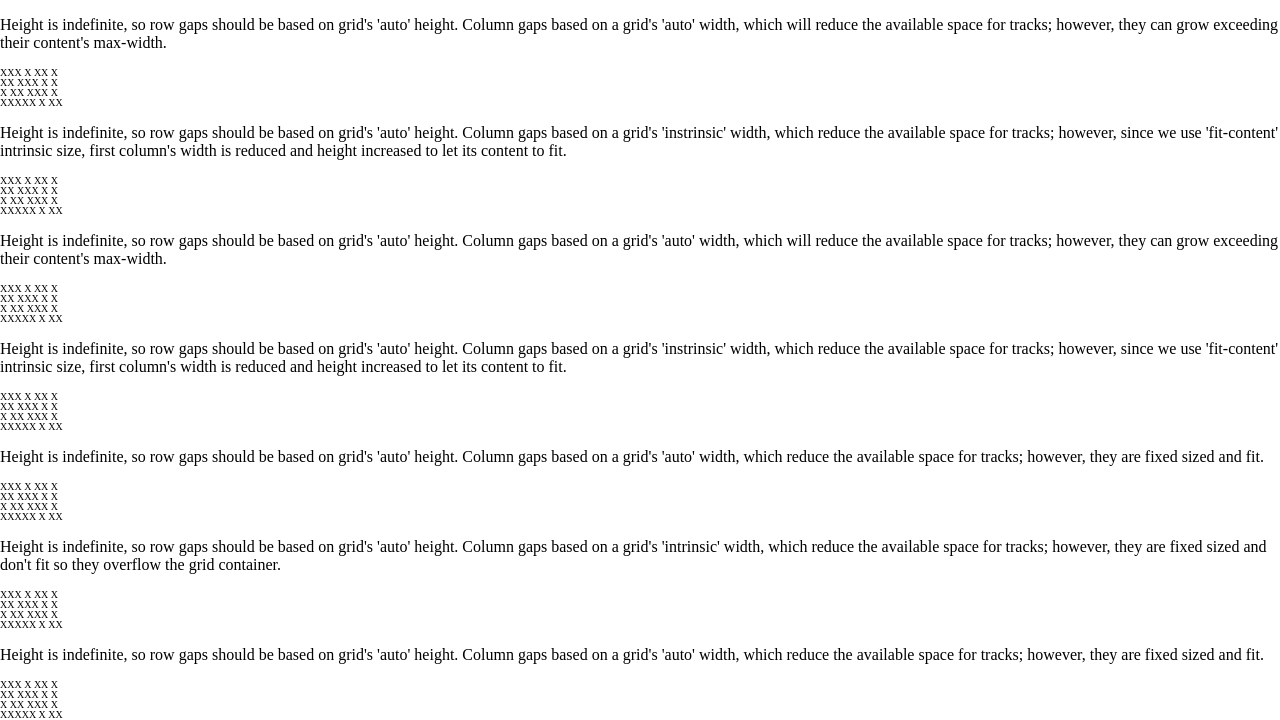 Height is indefinite, so row gaps should be based on grid's 'auto' height. Column gaps based on a grid's 'auto' width, which will reduce the available space for tracks; however, they can grow exceeding
their content's max-width.
XXX X XX X
XX XXX X X
X XX XXX X
XXXXX X XX
Height is indefinite, so row gaps should be based on grid's 'auto' height. Column gaps based on a grid's 'instrinsic' width, which reduce the available space for tracks; however, since we use 'fit-content'
intrinsic size, first column's width is reduced and height increased to let its content to fit.
XXX X XX X
XX XXX X X
X XX XXX X
XXXXX X XX
Height is indefinite, so row gaps should be based on grid's 'auto' height. Column gaps based on a grid's 'auto' width, which will reduce the available space for tracks; however, they can grow exceeding
their content's max-width.
XXX X XX X
XX XXX X X
X XX XXX X
XXXXX X XX
Height is indefinite, so row gaps should be based on grid's 'auto' height. Column gaps based on a grid's 'instrinsic' width, which reduce the available space for tracks; however, since we use 'fit-content'
intrinsic size, first column's width is reduced and height increased to let its content to fit.
XXX X XX X
XX XXX X X
X XX XXX X
XXXXX X XX
Height is indefinite, so row gaps should be based on grid's 'auto' height. Column gaps based on a grid's 'auto' width, which reduce the available space for tracks; however, they are fixed sized and fit.
XXX X XX X
XX XXX X X
X XX XXX X
XXXXX X XX
Height is indefinite, so row gaps should be based on grid's 'auto' height. Column gaps based on a grid's 'intrinsic' width, which reduce the available space for tracks; however, they are fixed sized and
don't fit so they overflow the grid container.
XXX X XX X
XX XXX X X
X XX XXX X
XXXXX X XX
Height is indefinite, so row gaps should be based on grid's 'auto' height. Column gaps based on a grid's 'auto' width, which reduce the available space for tracks; however, they are fixed sized and fit.
XXX X XX X
XX XXX X X
X XX XXX X
XXXXX X XX